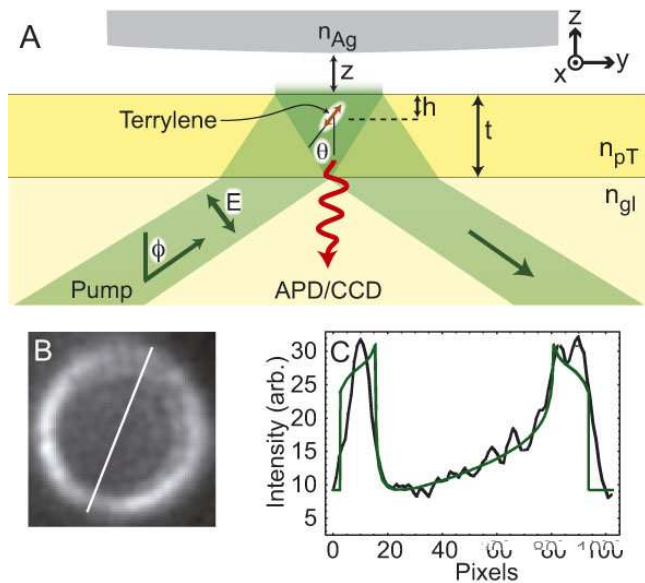 A
n_Ag
z
z
y
x
Terrylene
h
t
θ
n_pT
n_gl
E
ϕ
Pump
APD/CCD
B
C
Intensity (arb.)
30
25
20
15
10
5
0 20 40 60
Pixels